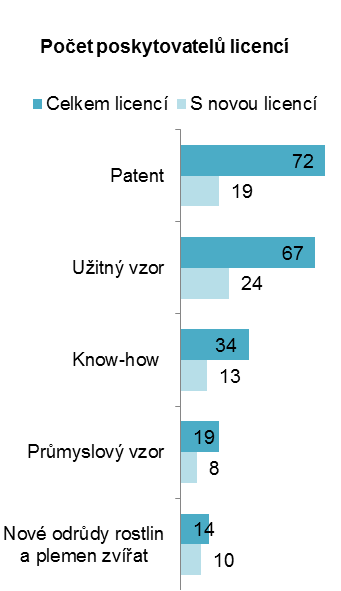 Počet poskytovatelů licencí
Celkem licencí S novou licencí
Patent
72
19
Užitný vzor
67
24
Know-how
34
13
Průmyslový vzor
19
8
Nové odrůdy rostlin
a plemen zvířat
14
10